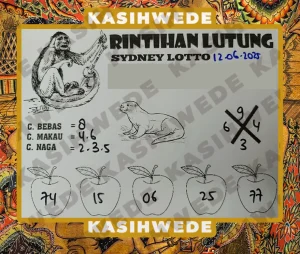 KASIHWEDE
RINTIHAN LUTUNG
SYDNEY LOTTO 12.06.2025
C. BEBAS = 8
C. MAKAU = 4.6
C. NAGA = 2.3.5
9
6 4
3
74 15 06 25 77
KASIHWEDE